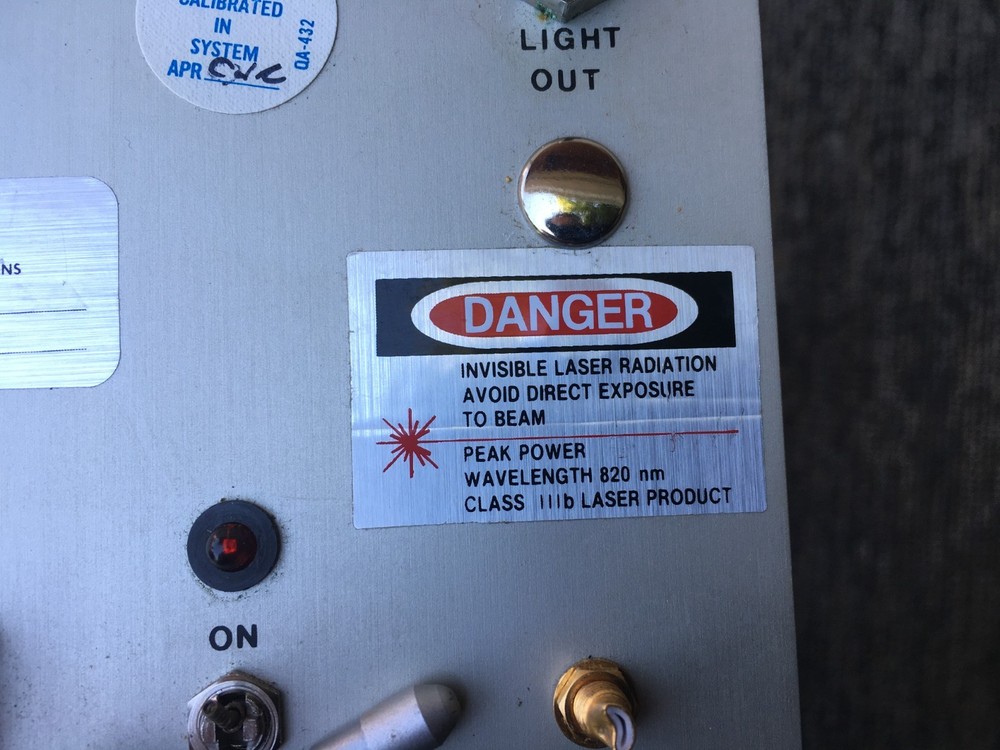 CALIBRATED
IN
SYSTEM
APR
QA-432
LIGHT
OUT
NS
DANGER
INVISIBLE LASER RADIATION
AVOID DIRECT EXPOSURE
TO BEAM
PEAK POWER
WAVELENGTH 820 nm
CLASS IIIb LASER PRODUCT
ON